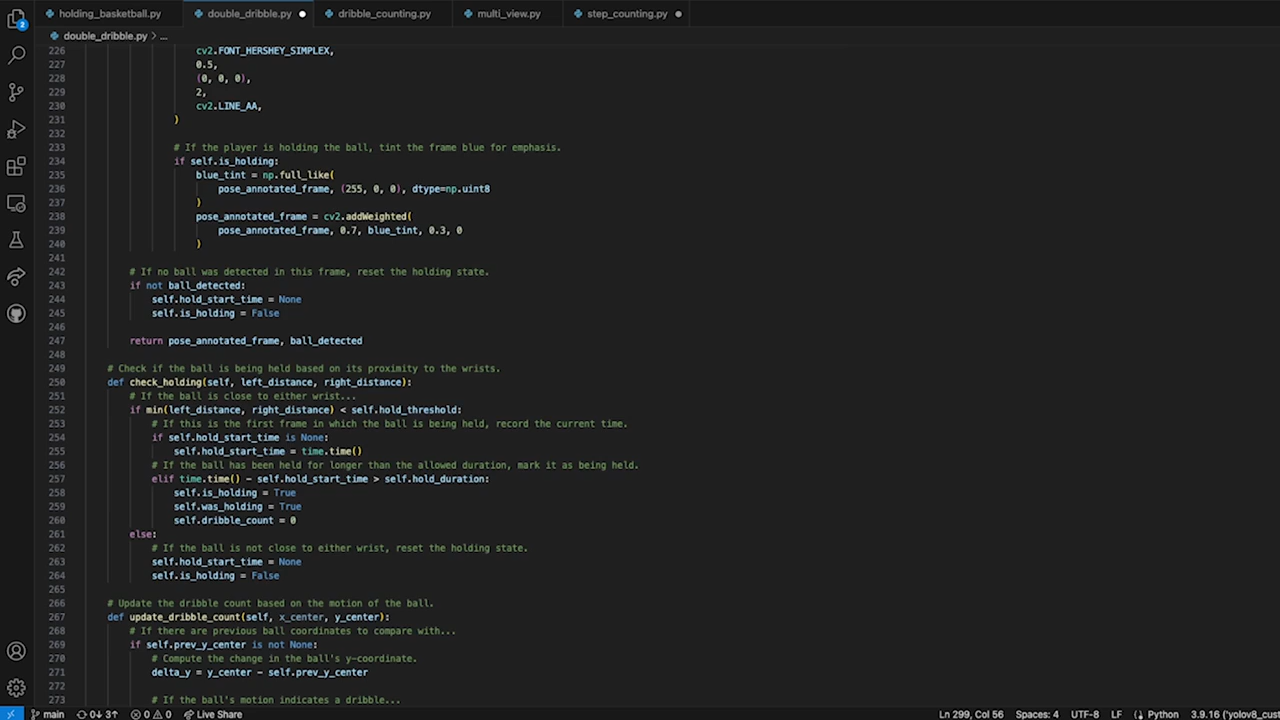 holding_basketball.py
double_dribble.py
dribble_counting.py
multi_view.py
step_counting.py
double_dribble.py > ...
2
226 cv2.FONT_HERSHEY_SIMPLEX,
227 0.5,
228 (0, 0, 0),
229 2,
230 cv2.LINE_AA,
231 )
232
233 # If the player is holding the ball, tint the frame blue for emphasis.
234 if self.is_holding:
235 blue_tint = np.full_like(
236 pose_annotated_frame, (255, 0, 0), dtype=np.uint8
237 )
238 pose_annotated_frame = cv2.addWeighted(
239 pose_annotated_frame, 0.7, blue_tint, 0.3, 0
240 )
241
242 # If no ball was detected in this frame, reset the holding state.
243 if not ball_detected:
244 self.hold_start_time = None
245 self.is_holding = False
246
247 return pose_annotated_frame, ball_detected
248
249 # Check if the ball is being held based on its proximity to the wrists.
250 def check_holding(self, left_distance, right_distance):
251 # If the ball is close to either wrist...
252 if min(left_distance, right_distance) < self.hold_threshold:
253 # If this is the first frame in which the ball is being held, record the current time.
254 if self.hold_start_time is None:
255 self.hold_start_time = time.time()
256 # If the ball has been held for longer than the allowed duration, mark it as being held.
257 elif time.time() - self.hold_start_time > self.hold_duration:
258 self.is_holding = True
259 self.was_holding = True
260 self.dribble_count = 0
261 else:
262 # If the ball is not close to either wrist, reset the holding state.
263 self.hold_start_time = None
264 self.is_holding = False
265
266 # Update the dribble count based on the motion of the ball.
267 def update_dribble_count(self, x_center, y_center):
268 # If there are previous ball coordinates to compare with...
269 if self.prev_y_center is not None:
270 # Compute the change in the ball's y-coordinate.
271 delta_y = y_center - self.prev_y_center
272
273 # If the ball's motion indicates a dribble...
main 0↓ 3↑ 0 0 Live Share Ln 299, Col 56 Spaces: 4 UTF-8 LF Python 3.9.16 ('yolov8_cust